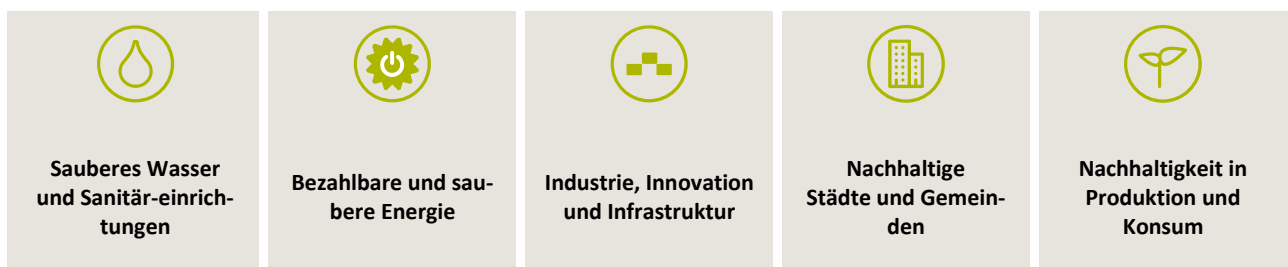 Sauberes Wasser
und Sanitär-einrich-
tungen
Bezahlbare und sau-
bere Energie
Industrie, Innovation
und Infrastruktur
Nachhaltige
Städte und Gemein-
den
Nachhaltigkeit in
Produktion und
Konsum